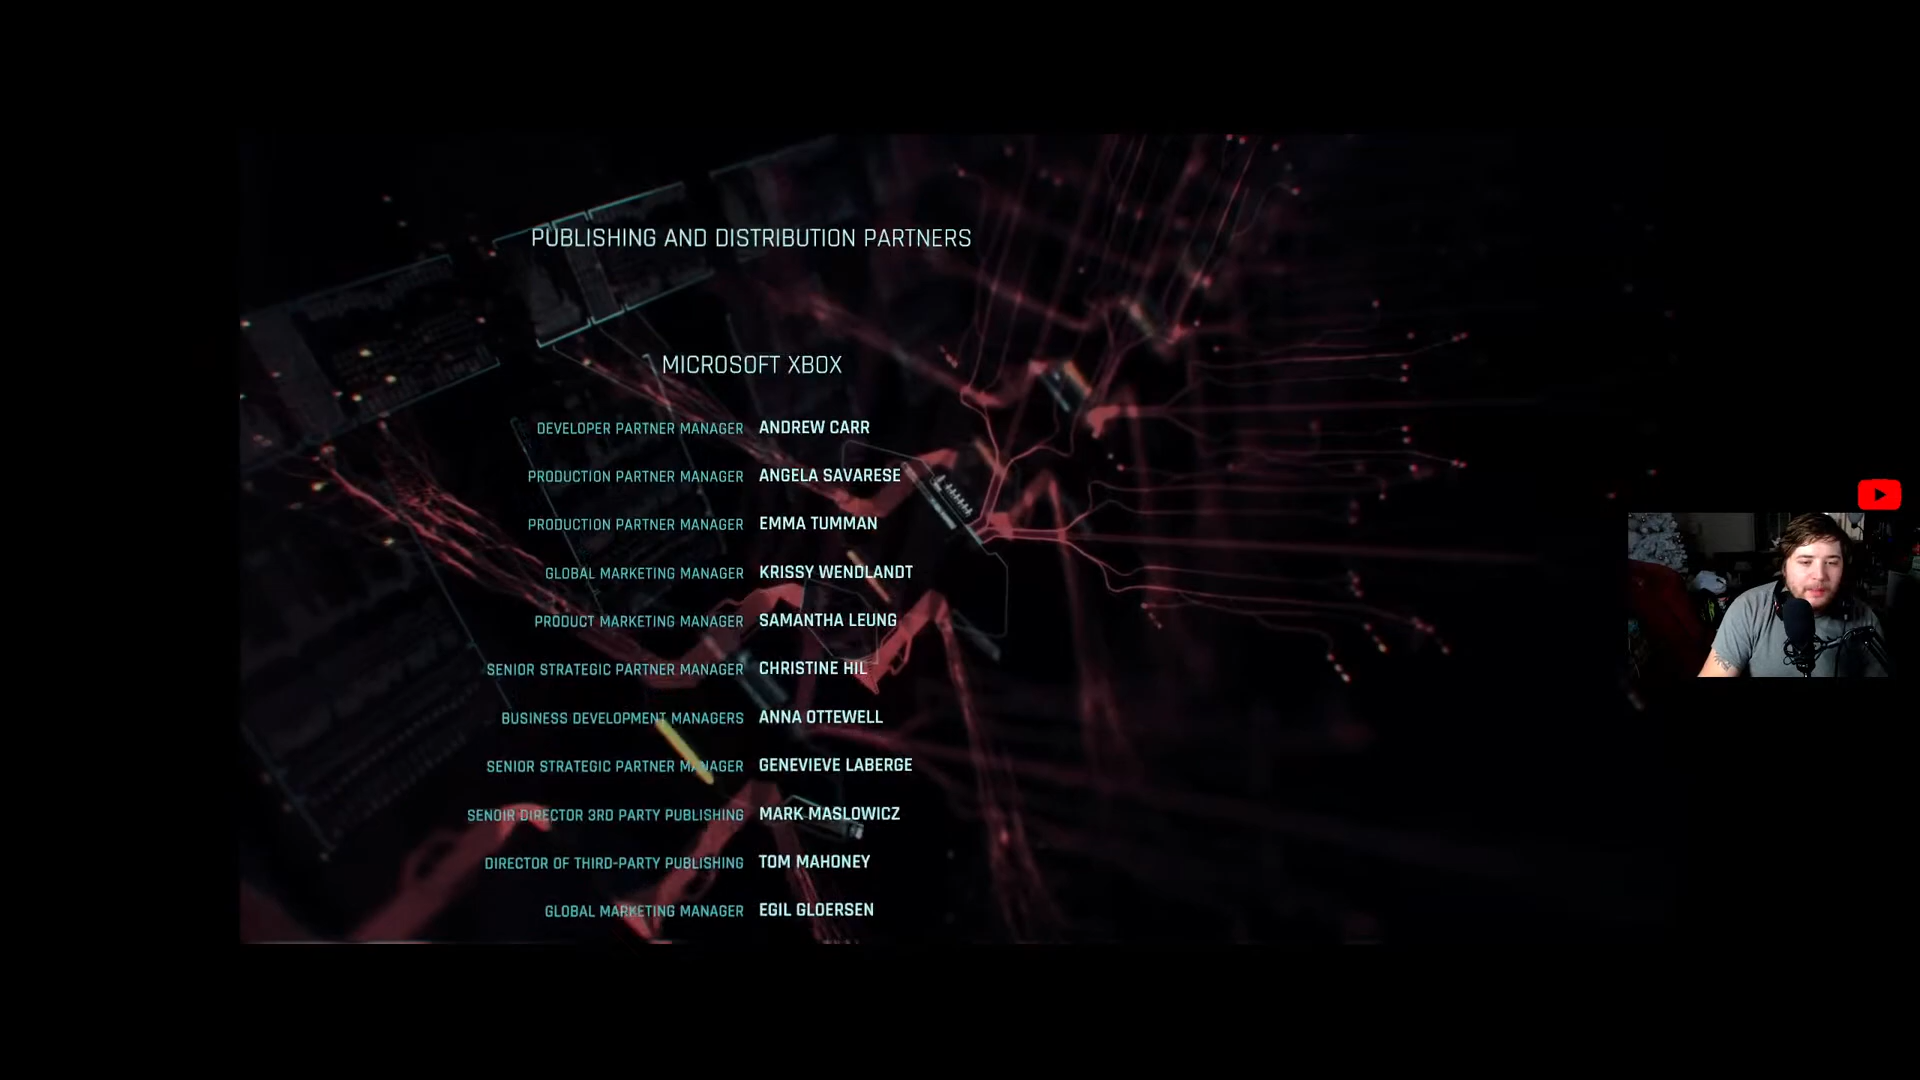 PUBLISHING AND DISTRIBUTION PARTNERS
MICROSOFT XBOX
DEVELOPER PARTNER MANAGER ANDREW CARR
PRODUCTION PARTNER MANAGER ANGELA SAVARESE
PRODUCTION PARTNER MANAGER EMMA TUMMAN
GLOBAL MARKETING MANAGER KRISSY WENDLANDT
PRODUCT MARKETING MANAGER SAMANTHA LEUNG
SENIOR STRATEGIC PARTNER MANAGER CHRISTINE HIL
BUSINESS DEVELOPMENT MANAGERS ANNA OTTEWELL
SENIOR STRATEGIC PARTNER MANAGER GENEVIEVE LABERGE
SENOIR DIRECTOR 3RD PARTY PUBLISHING MARK MASLOWICZ
DIRECTOR OF THIRD-PARTY PUBLISHING TOM MAHONEY
GLOBAL MARKETING MANAGER EGIL GLOERSEN